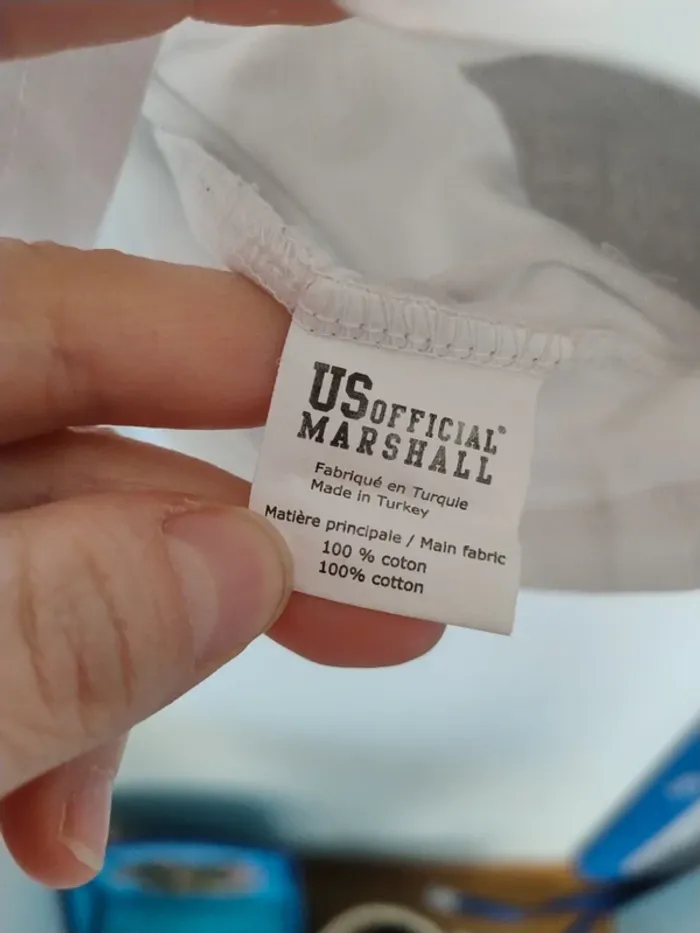 US OFFICIAL®
MARSHALL
Fabriqué en Turquie
Made in Turkey
Matière principale / Main fabric
100 % coton
100% cotton